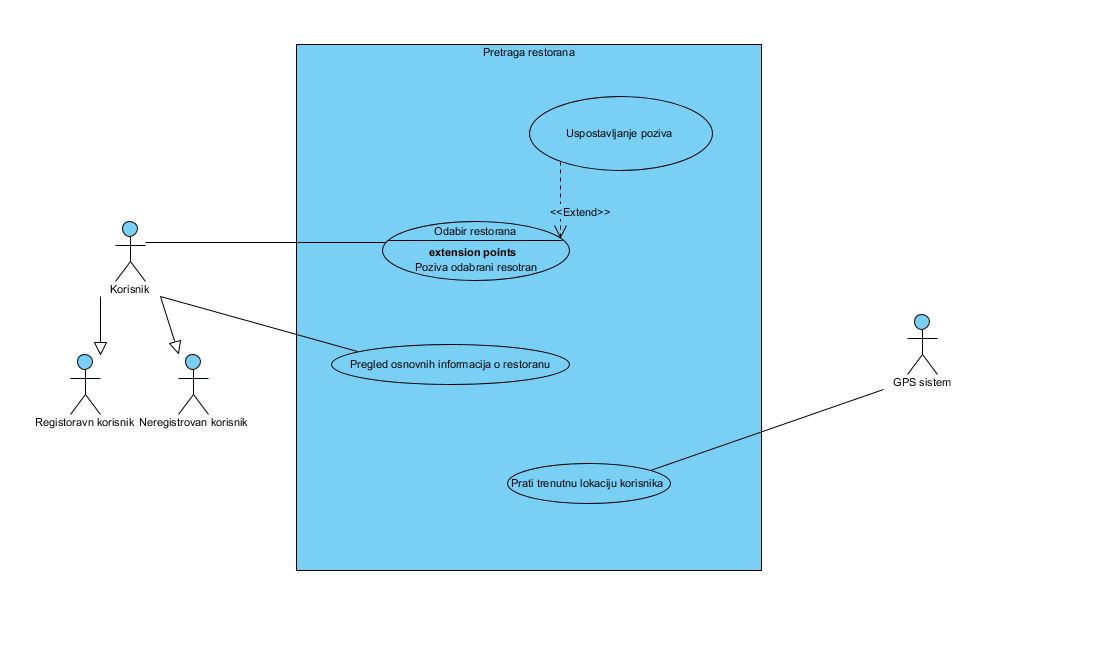 Pretraga restorana
Uspostavljanje poziva
<<Extend>>
Odabir restorana
extension points
Poziva odabrani resotran
Korisnik
Pregled osnovnih informacija o restoranu
GPS sistem
Registoravn korisnik
Neregistrovan korisnik
Prati trenutnu lokaciju korisnika